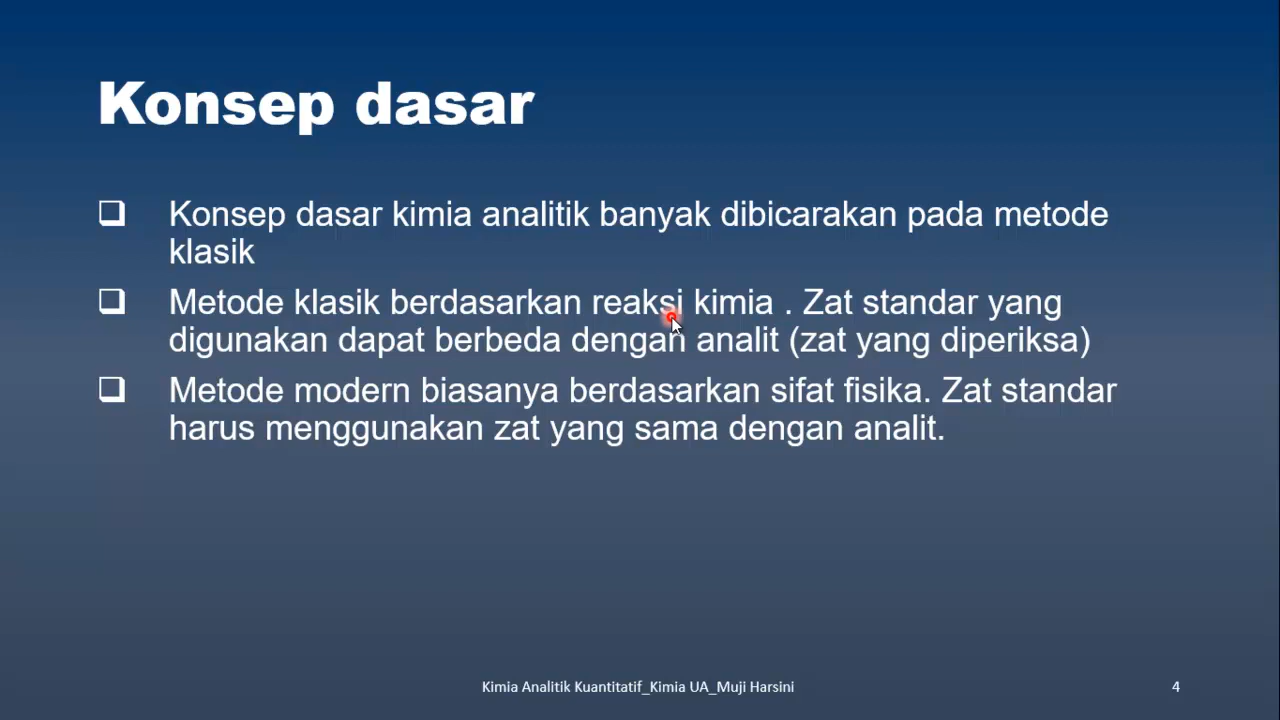 Konsep dasar
Konsep dasar kimia analitik banyak dibicarakan pada metode
klasik
Metode klasik berdasarkan reaksi kimia . Zat standar yang
digunakan dapat berbeda dengan analit (zat yang diperiksa)
Metode modern biasanya berdasarkan sifat fisika. Zat standar
harus menggunakan zat yang sama dengan analit.
Kimia Analitik Kuantitatif_Kimia UA_Muji Harsini
4